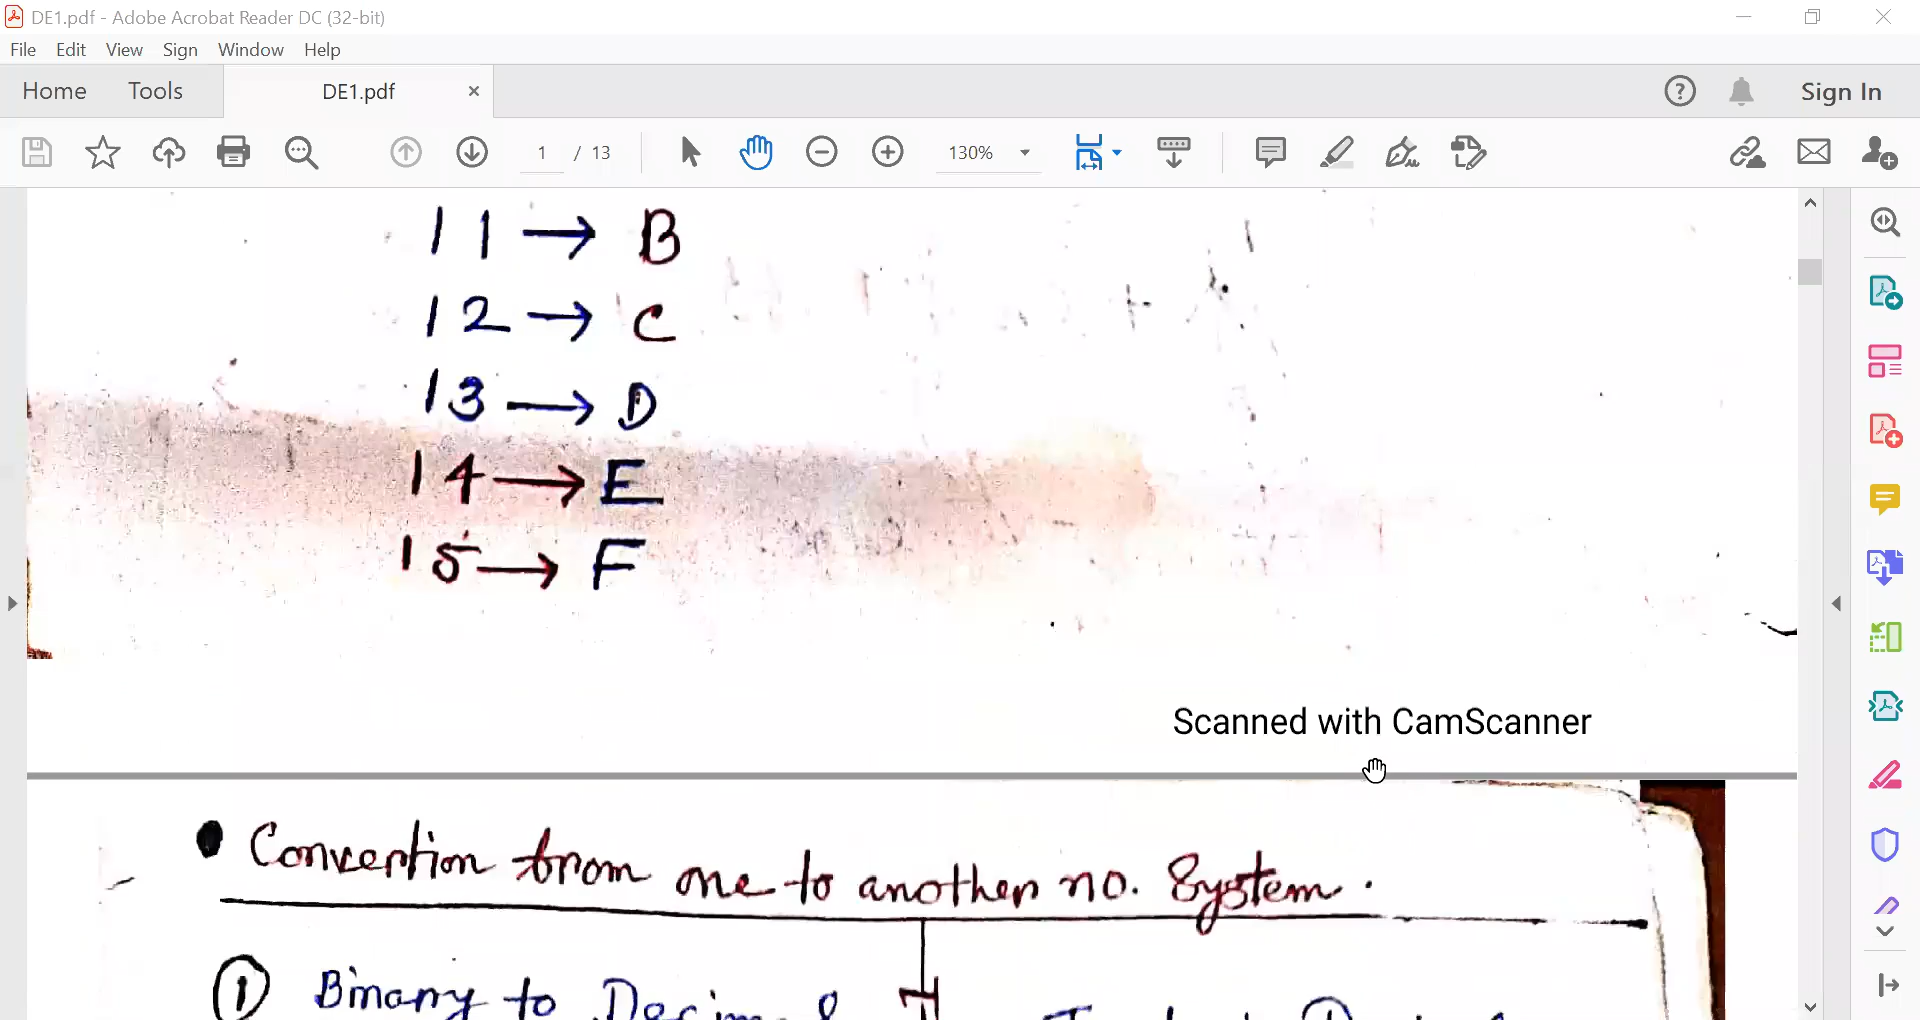 DE1.pdf - Adobe Acrobat Reader DC (32-bit)
File Edit View Sign Window Help
Home Tools DE1.pdf × ? Sign In
1 / 13 130%
11 → B
12 → C
13 → D
14 → E
15 → F
Scanned with CamScanner
Convertion from one to another no. System.
① Binary to Decimal